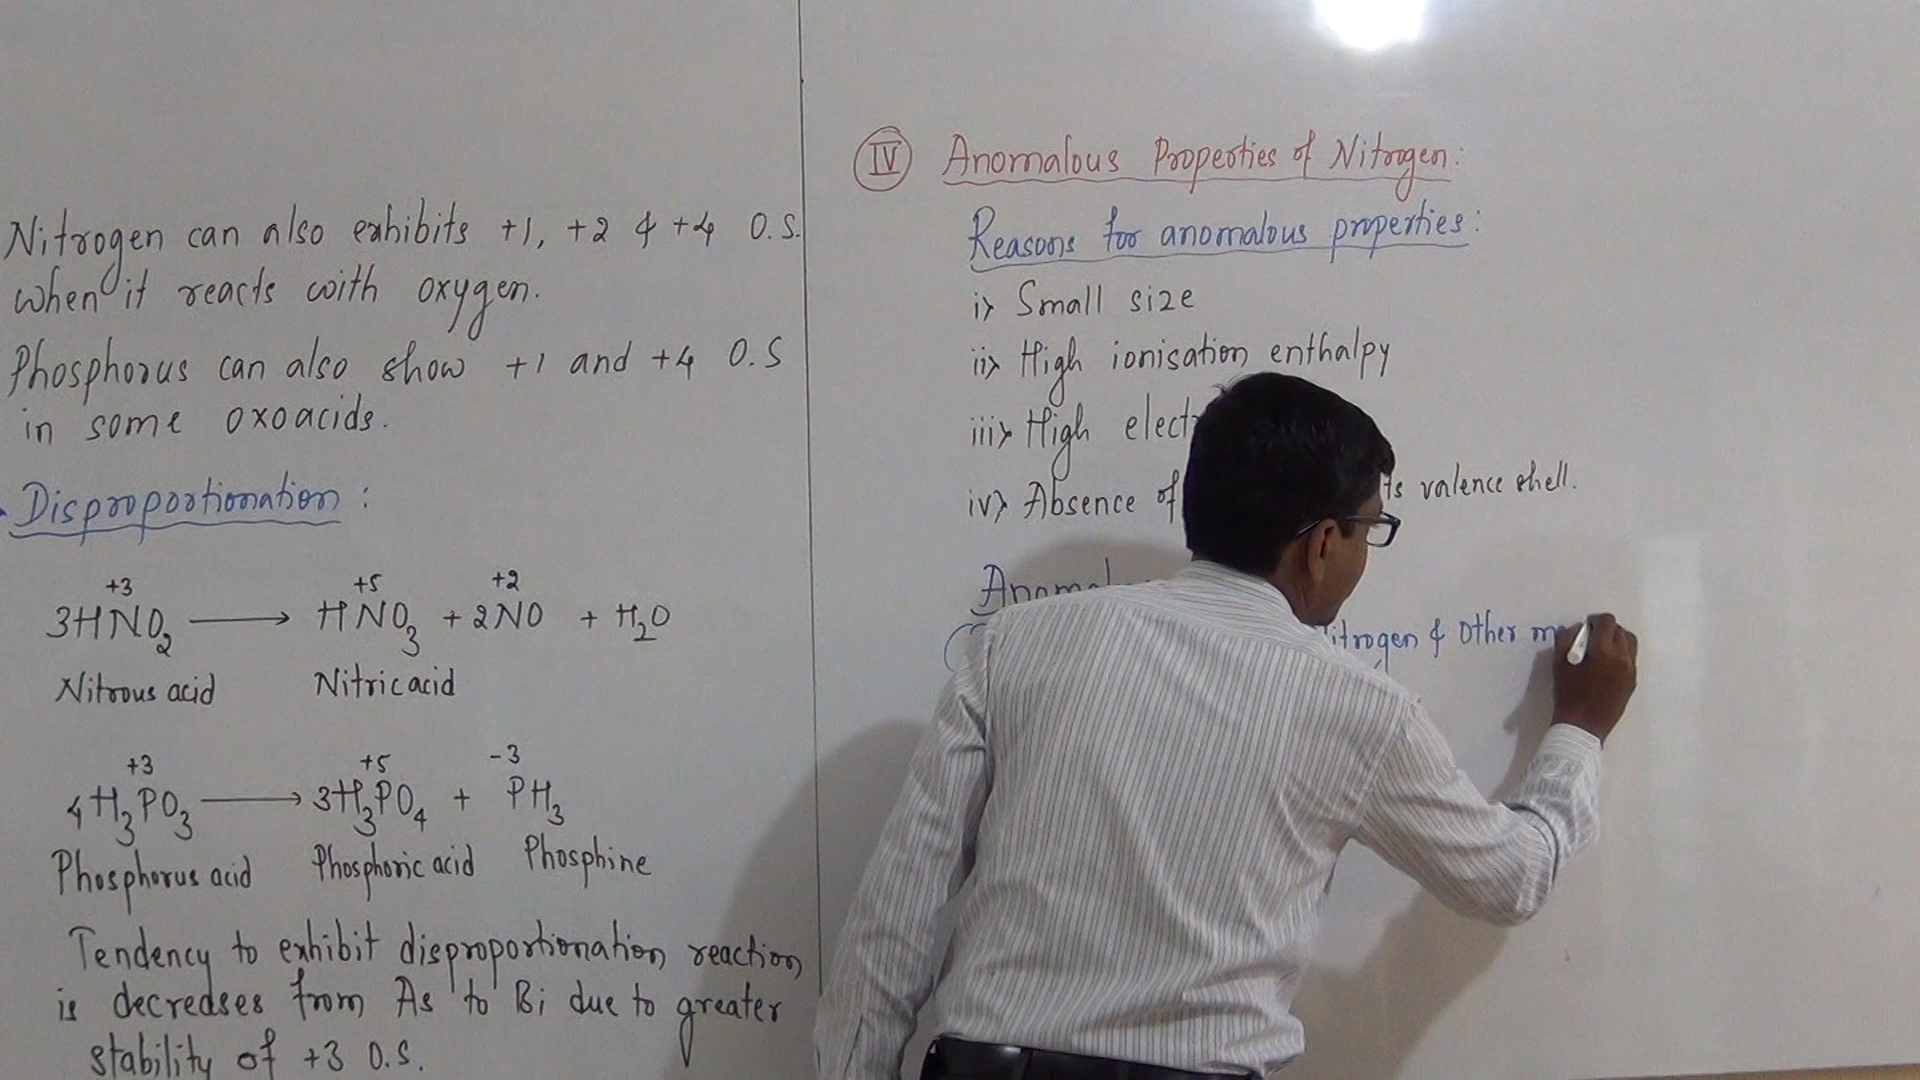 Nitrogen can also exhibits +1, +2 & +4 O.S.
when it reacts with oxygen.
Phosphorus can also show +1 and +4 O.S
in some oxoacids.
Disproportionation :
+3 +5 +2
3HNO2 ⟶ HNO3 + 2NO + H2O
Nitrous acid Nitric acid
+3 +5 -3
4H3PO3 ⟶ 3H3PO4 + PH3
Phosphorus acid Phosphoric acid Phosphine
Tendency to exhibit disproportionation reaction
is decreases from As to Bi due to greater
stability of +3 O.S.
IV Anomalous Properties of Nitrogen:
Reasons for anomalous properties:
i> Small size
ii> High ionisation enthalpy
iii> High
iv> Absence of valence shell.
& Other